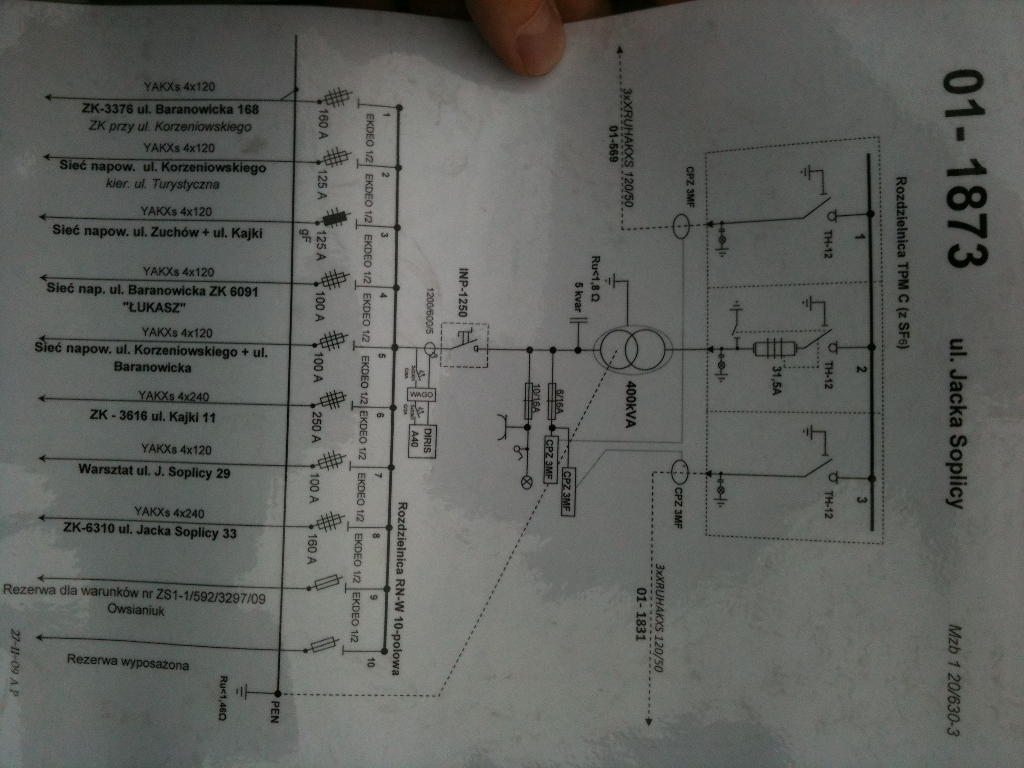 01-1873 ul. Jacka Soplicy Mzb 1 20/630-3
Rozdzielnica TPM C (z SF6)
1
2
3
TH-12
TH-12
TH-12
31,5A
CPZ 3MF
CPZ 3MF
3xXRUHAKXS 120/50
01-569
3xXRUHAKXS 120/50
01- 1831
400kVA
Ru<1,8 Ω
5 kvar
6/16A
10/16A
CPZ 3MF
CPZ 3MF
INP-1250
1200/600/5
WAGO
DIRIS
A40
Rozdzielnica RN-W 10-polowa
1
2
3
4
5
6
7
8
9
10
EKDEO 1/2
EKDEO 1/2
EKDEO 1/2
EKDEO 1/2
EKDEO 1/2
EKDEO 1/2
EKDEO 1/2
EKDEO 1/2
EKDEO 1/2
160 A
125 A
125 A
gF
100 A
100 A
250 A
100 A
160 A
YAKXs 4x120
ZK-3376 ul. Baranowicka 168
ZK przy ul. Korzeniowskiego
YAKXs 4x120
Sieć napow. ul. Korzeniowskiego
kier. ul. Turystyczna
YAKXs 4x120
Sieć napow. ul. Zuchów + ul. Kajki
YAKXs 4x120
Sieć nap. ul. Baranowicka ZK 6091
"ŁUKASZ"
YAKXs 4x120
Sieć napow. ul. Korzeniowskiego + ul.
Baranowicka
YAKXs 4x240
ZK - 3616 ul. Kajki 11
YAKXs 4x120
Warsztat ul. J. Soplicy 29
YAKXs 4x240
ZK-6310 ul. Jacka Soplicy 33
Rezerwa dla warunków nr ZS1-1/592/3297/09
Owsianiuk
Rezerwa wyposażona
PEN
Ru<1,46Ω
27-11-09 A P